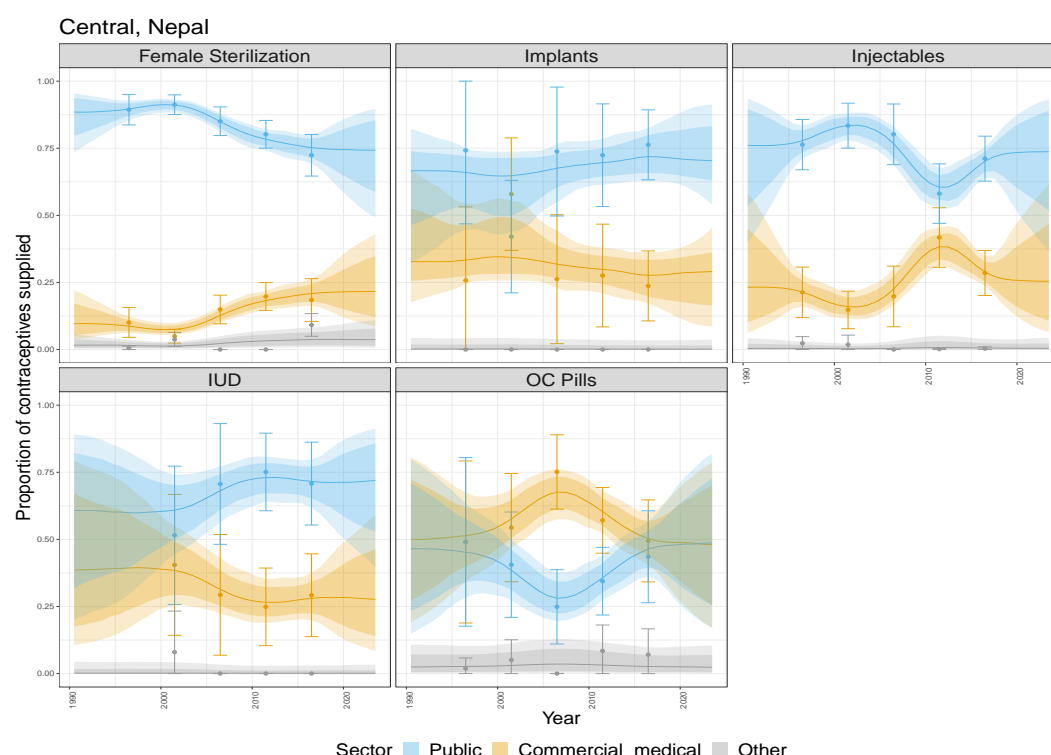 Central, Nepal
Female Sterilization
Implants
Injectables
Proportion of contraceptives supplied
1.00
0.75
0.50
0.25
0.00
1990
2000
2010
2020
IUD
OC Pills
1.00
0.75
0.50
0.25
0.00
1990
2000
2010
2020
1990
2000
2010
2020
Year
Sector Public Commercial_medical Other